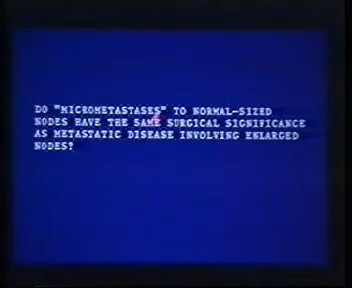 DO "MICROMETASTASES" TO NORMAL-SIZED
NODES HAVE THE SAME SURGICAL SIGNIFICANCE
AS METASTATIC DISEASE INVOLVING ENLARGED
NODES?